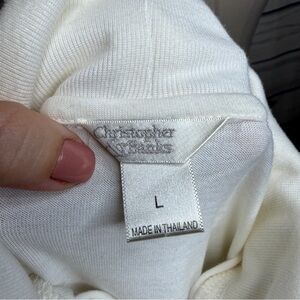 Christopher
& Banks
L
MADE IN THAILAND